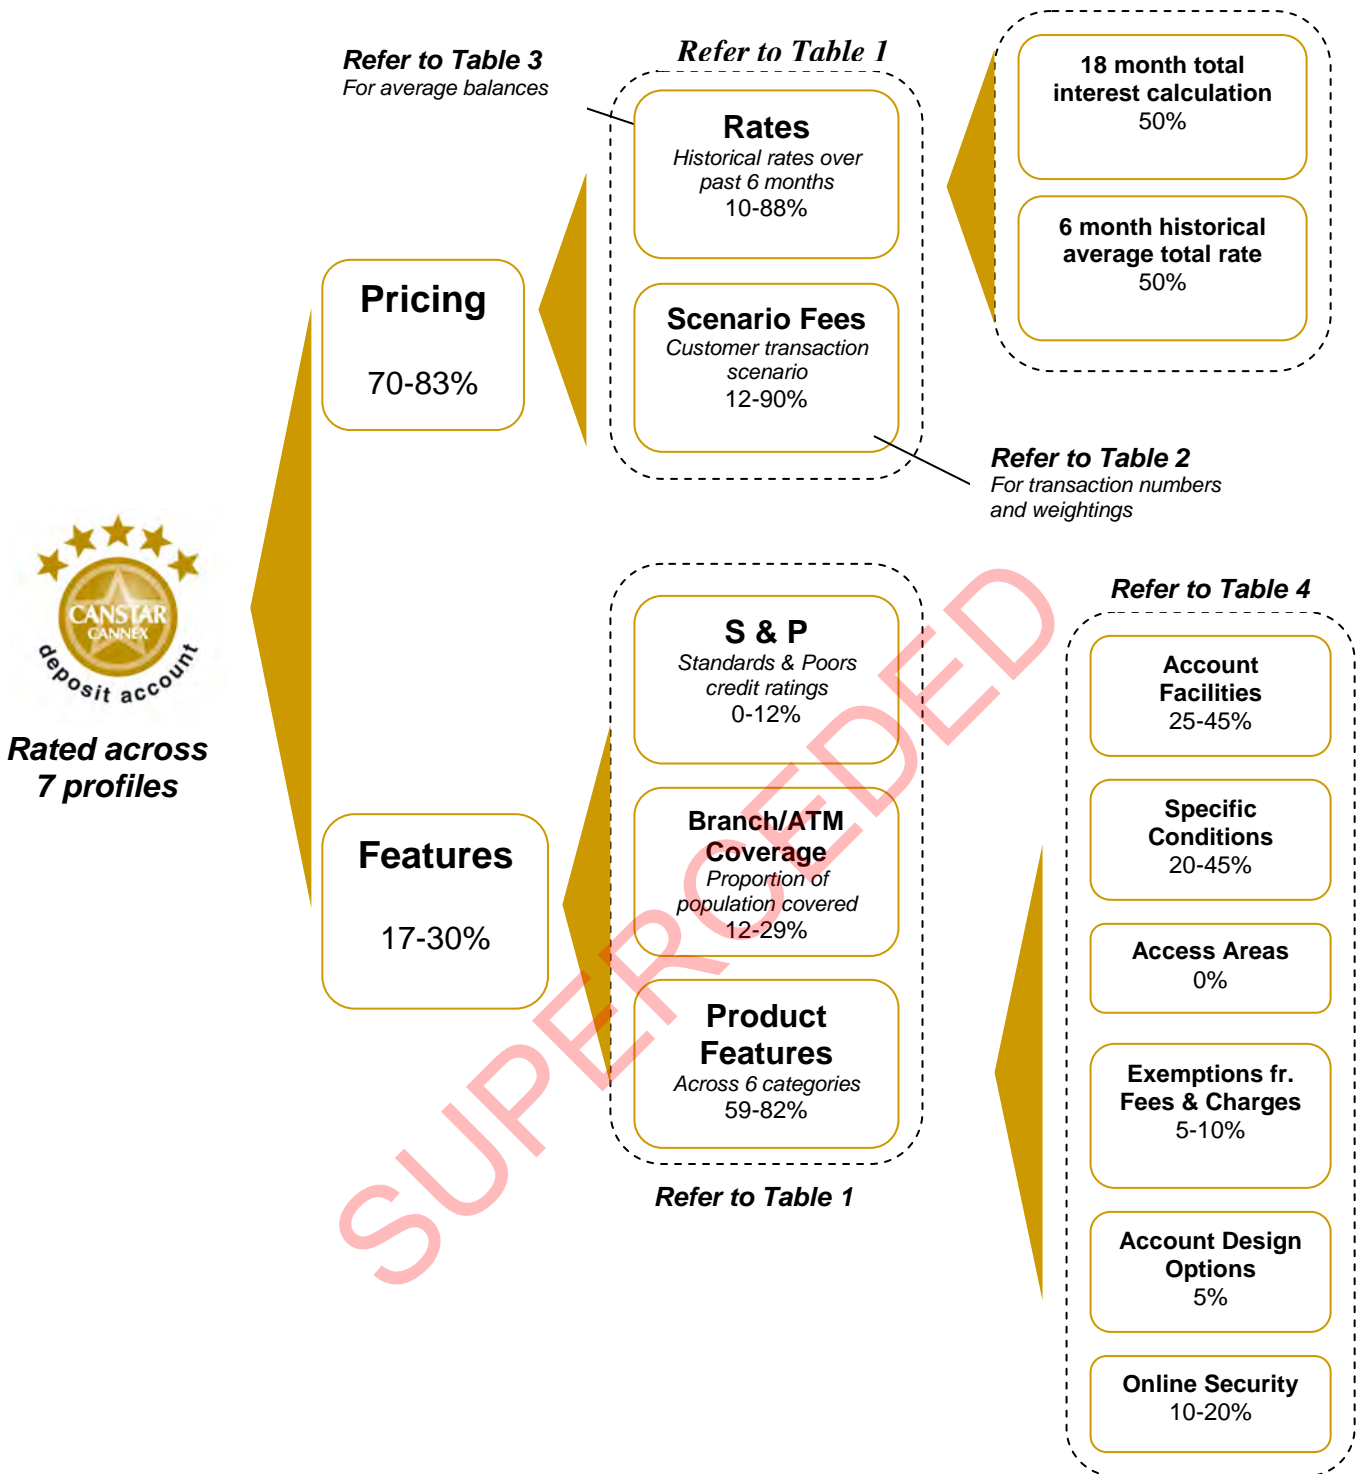 Refer to Table 3
For average balances
Refer to Table 1
Rates
Historical rates over
past 6 months
10-88%
18 month total
interest calculation
50%
6 month historical
average total rate
50%
Pricing
70-83%
Scenario Fees
Customer transaction
scenario
12-90%
Refer to Table 2
For transaction numbers
and weightings
CANSTAR
CANNEX
deposit account
Rated across
7 profiles
Features
17-30%
S & P
Standards & Poors
credit ratings
0-12%
Branch/ATM
Coverage
Proportion of
population covered
12-29%
Product
Features
Across 6 categories
59-82%
Refer to Table 1
Refer to Table 4
Account
Facilities
25-45%
Specific
Conditions
20-45%
Access Areas
0%
Exemptions fr.
Fees & Charges
5-10%
Account Design
Options
5%
Online Security
10-20%
SUPERCEDED